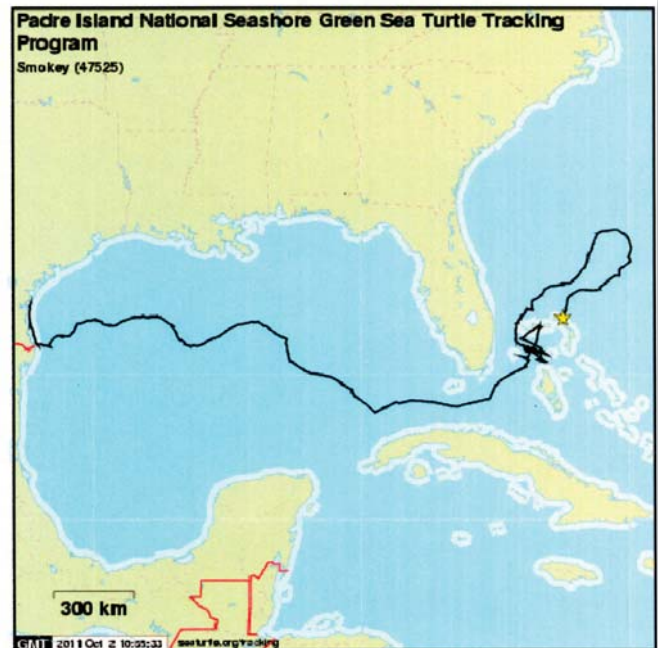 Padre Island National Seashore Green Sea Turtle Tracking
Program
Smokey (47525)
300 km
GMT 2011 Oct 2 10:55:33 seaturtle.org/tracking